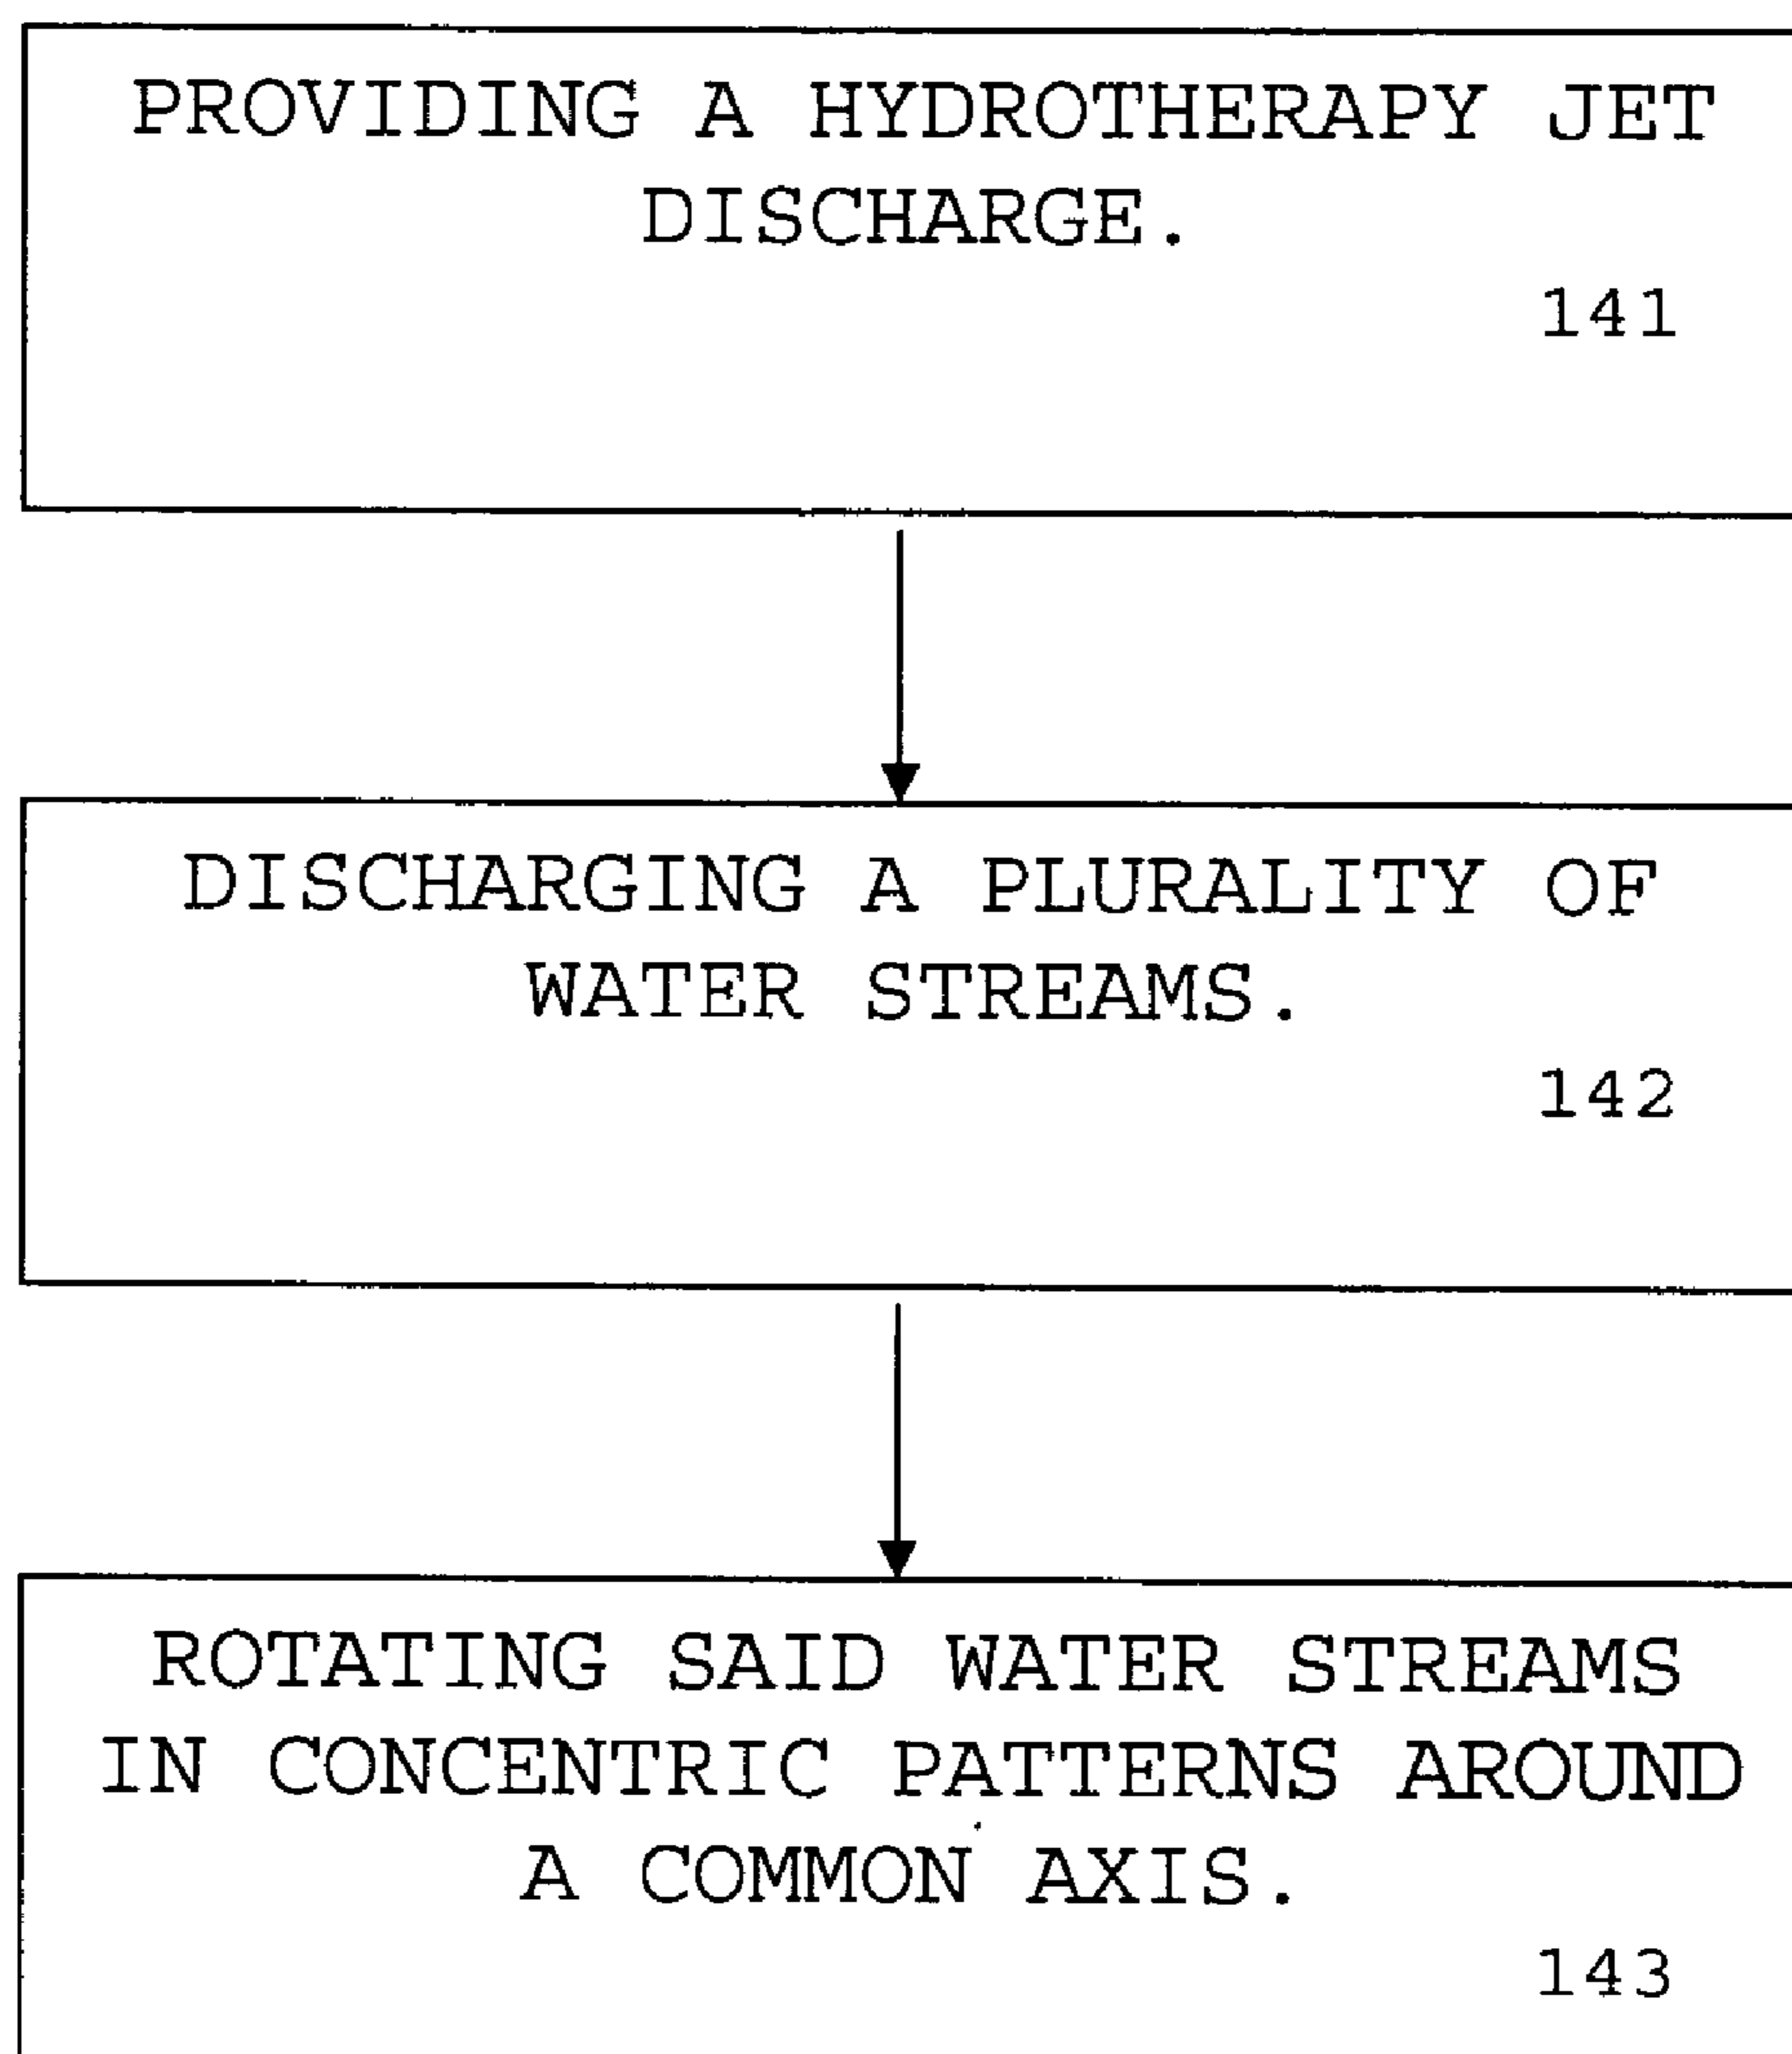 PROVIDING A HYDROTHERAPY JET
DISCHARGE.
141
DISCHARGING A PLURALITY OF
WATER STREAMS.
142
ROTATING SAID WATER STREAMS
IN CONCENTRIC PATTERNS AROUND
A COMMON AXIS.
143